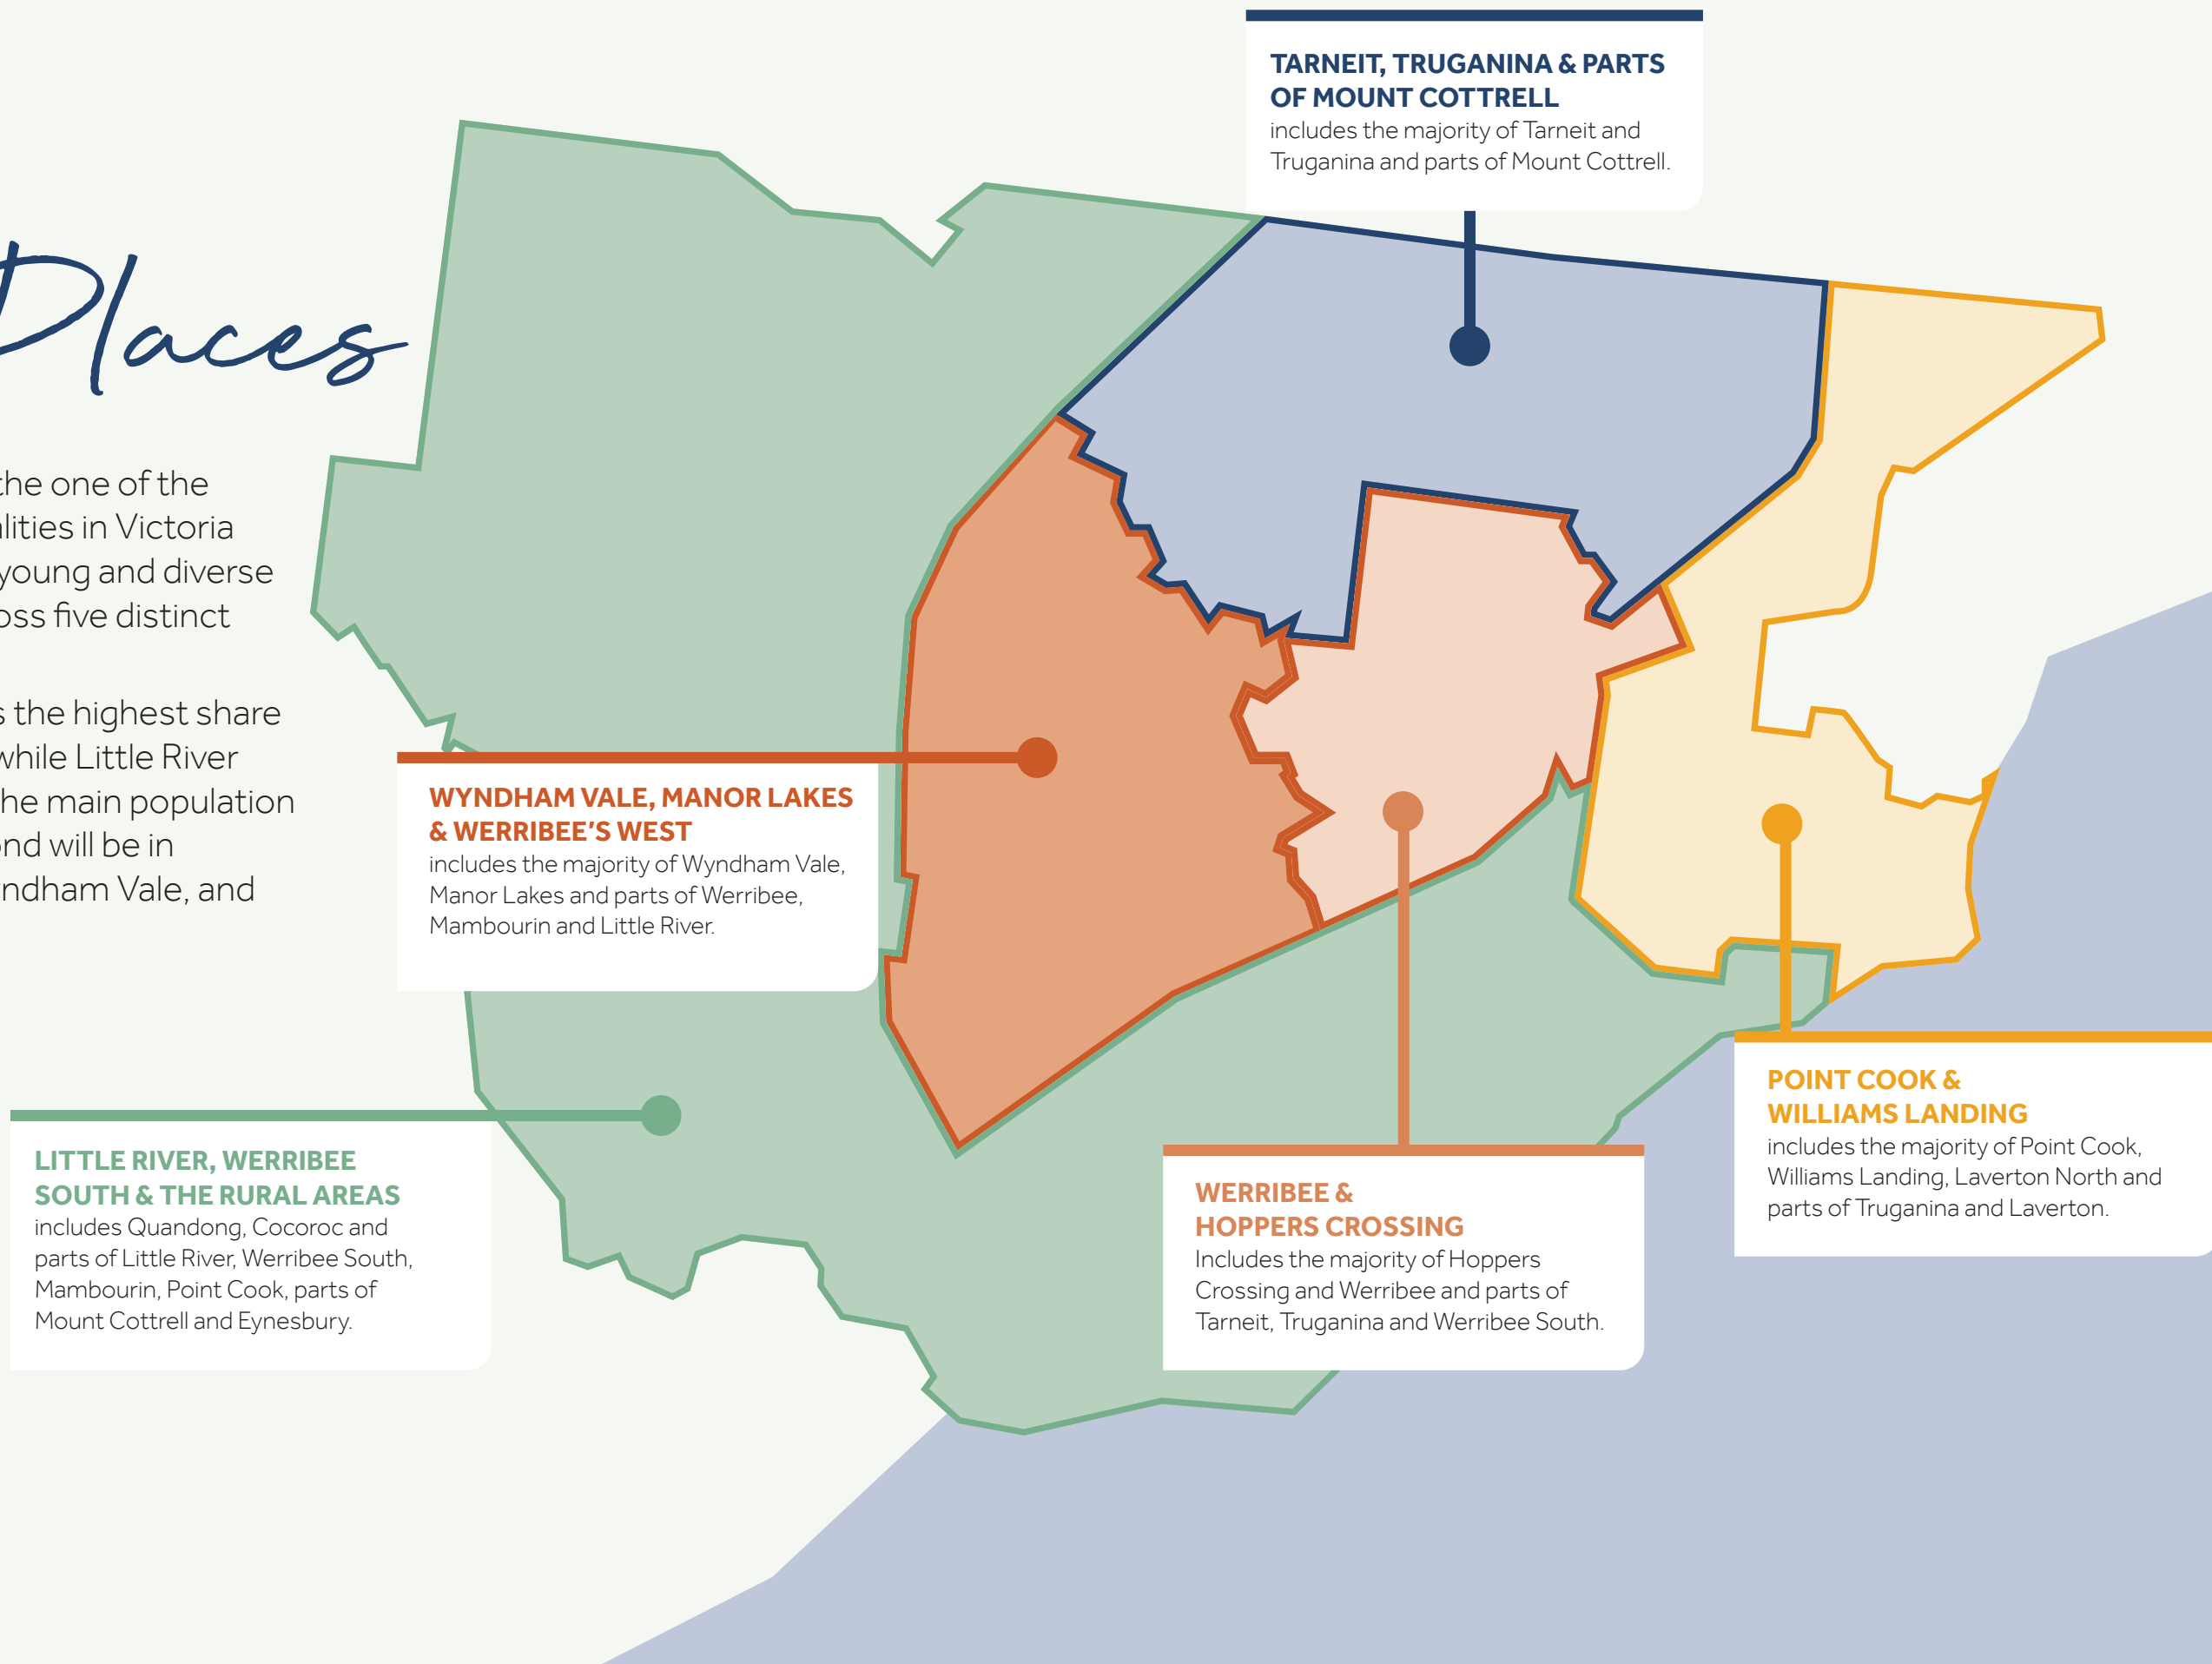 Places
the one of the
alities in Victoria
young and diverse
oss five distinct
s the highest share
while Little River
he main population
ond will be in
ndham Vale, and
TARNEIT, TRUGANINA & PARTS
OF MOUNT COTTRELL
includes the majority of Tarneit and
Truganina and parts of Mount Cottrell.
WYNDHAM VALE, MANOR LAKES
& WERRIBEE'S WEST
includes the majority of Wyndham Vale,
Manor Lakes and parts of Werribee,
Mambourin and Little River.
LITTLE RIVER, WERRIBEE
SOUTH & THE RURAL AREAS
includes Quandong, Cocoroc and
parts of Little River, Werribee South,
Mambourin, Point Cook, parts of
Mount Cottrell and Eynesbury.
WERRIBEE &
HOPPERS CROSSING
Includes the majority of Hoppers
Crossing and Werribee and parts of
Tarneit, Truganina and Werribee South.
POINT COOK &
WILLIAMS LANDING
includes the majority of Point Cook,
Williams Landing, Laverton North and
parts of Truganina and Laverton.